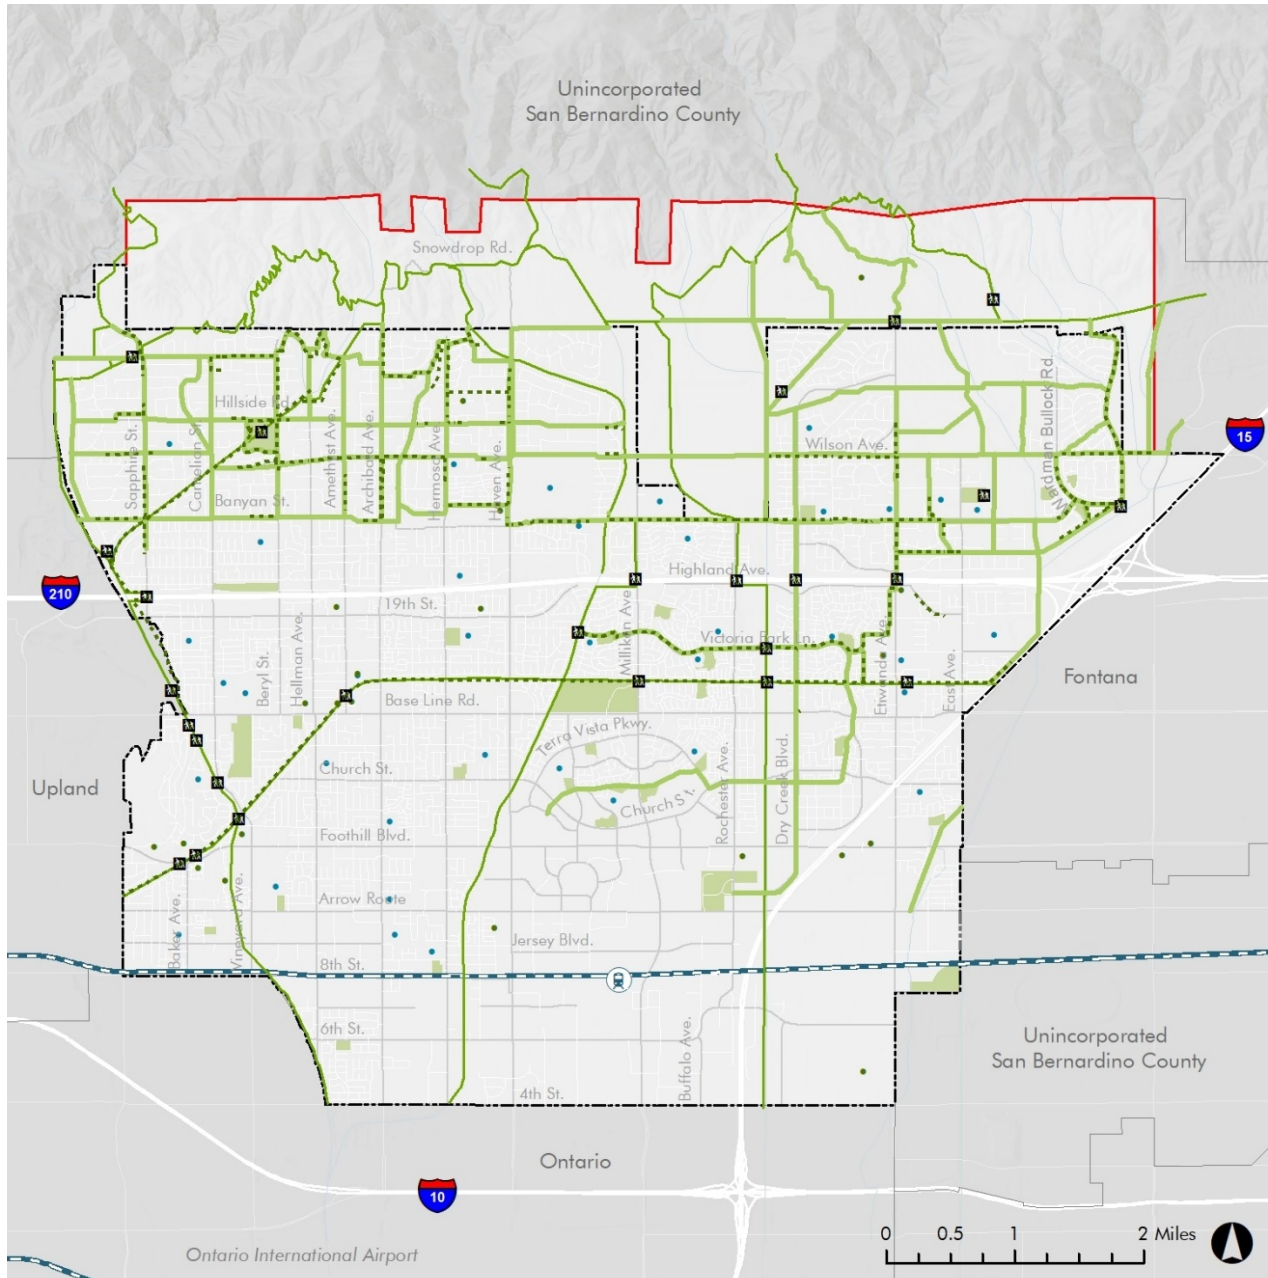 Unincorporated
San Bernardino County
Snowdrop Rd.
Hillside Rd.
Wilson Ave.
Wardman Bullock Rd.
15
Sapphire St.
Carnelian St.
Amethyst Ave.
Archibald Ave.
Hermosa Ave.
Haven Ave.
Banyan St.
Highland Ave.
210
19th St.
Milliken Ave.
Victoria Park Ln.
Beryl St.
Hellman Ave.
Etiwanda Ave.
East Ave.
Fontana
Base Line Rd.
Terra Vista Pkwy.
Upland
Church St.
Church St.
Rochester Ave.
Dry Creek Blvd.
Foothill Blvd.
Arrow Route
Baker Ave.
Vineyard Ave.
Jersey Blvd.
8th St.
6th St.
Buffalo Ave.
Unincorporated
San Bernardino County
4th St.
Ontario
10
0 0.5 1 2 Miles
Ontario International Airport